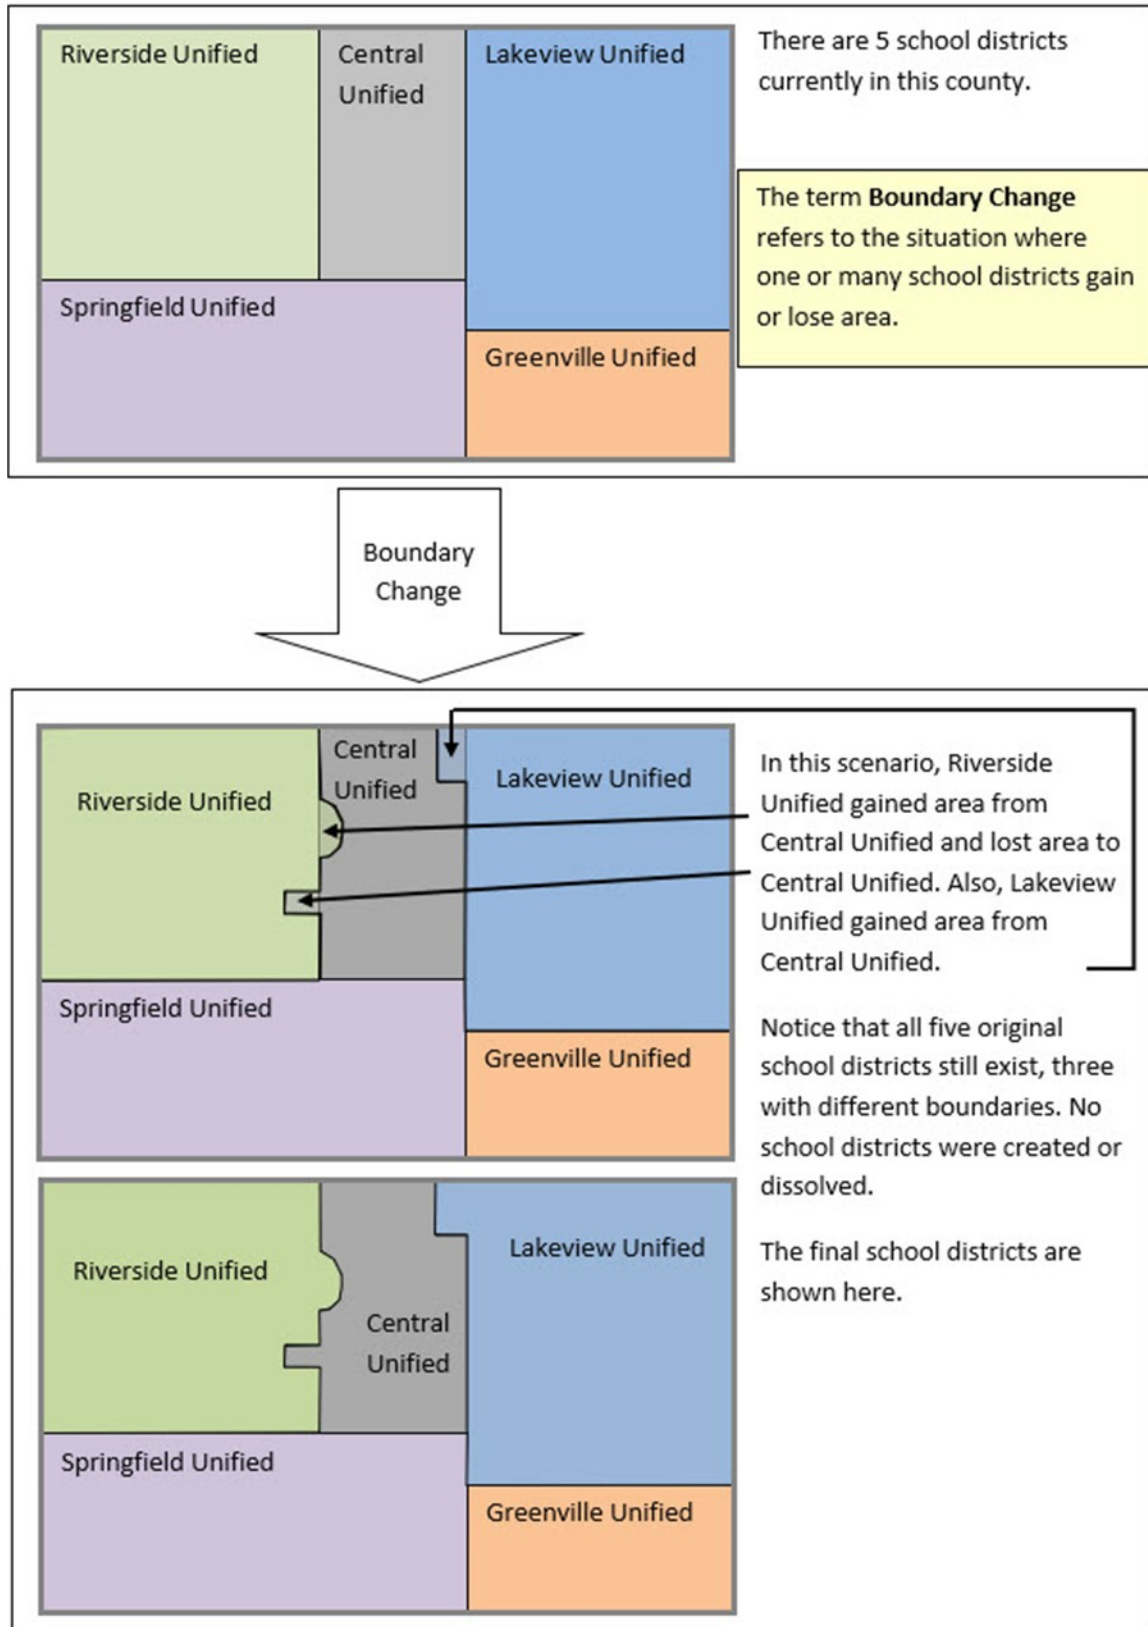 Riverside Unified
Central
Unified
Lakeview Unified
Springfield Unified
Greenville Unified
There are 5 school districts
currently in this county.
The term Boundary Change
refers to the situation where
one or many school districts gain
or lose area.
Boundary
Change
Riverside Unified
Central
Unified
Lakeview Unified
Springfield Unified
Greenville Unified
In this scenario, Riverside
Unified gained area from
Central Unified and lost area to
Central Unified. Also, Lakeview
Unified gained area from
Central Unified.
Notice that all five original
school districts still exist, three
with different boundaries. No
school districts were created or
dissolved.
The final school districts are
shown here.
Riverside Unified
Central
Unified
Lakeview Unified
Springfield Unified
Greenville Unified